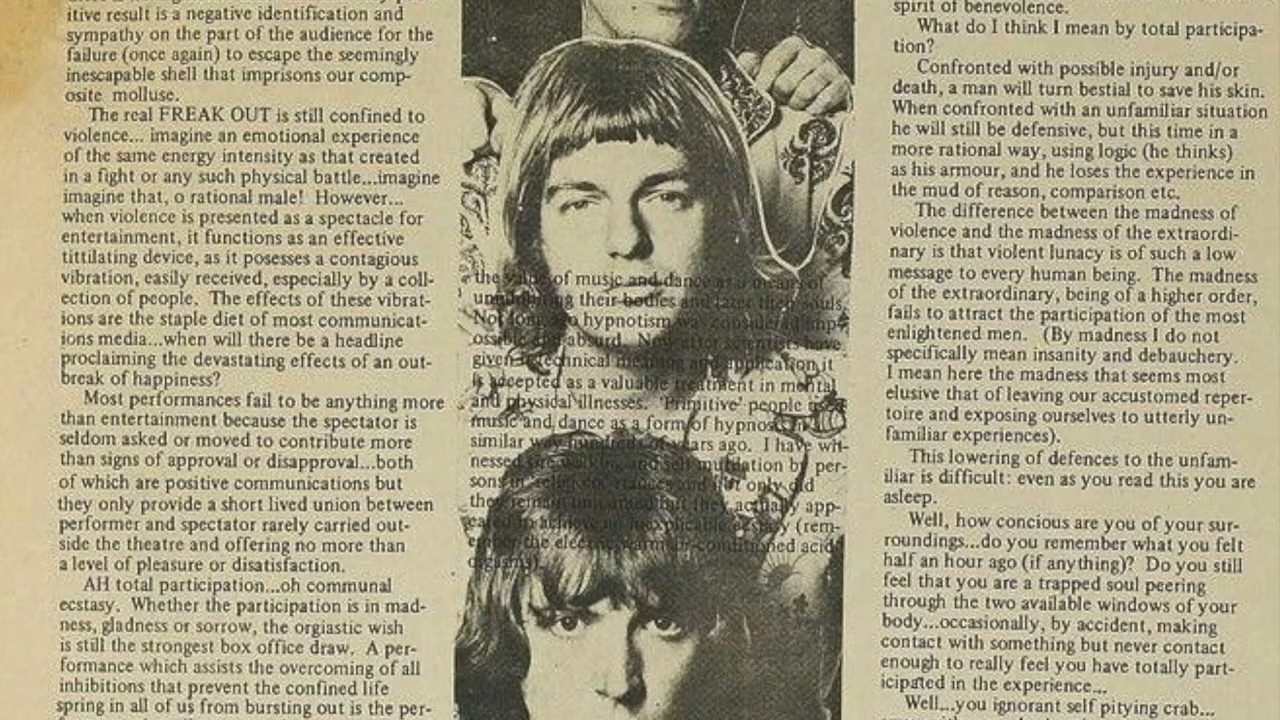 itive result is a negative identification and
sympathy on the part of the audience for the
failure (once again) to escape the seemingly
inescapable shell that imprisons our comp-
osite molluse.
The real FREAK OUT is still confined to
violence... imagine an emotional experience
of the same energy intensity as that created
in a fight or any such physical battle...imagine
imagine that, o rational male! However...
when violence is presented as a spectacle for
entertainment, it functions as an effective
tittilating device, as it posesses a contagious
vibration, easily received, especially by a coll-
ection of people. The effects of these vibrat-
ions are the staple diet of most communicat-
ions media...when will there be a headline
proclaiming the devastating effects of an out-
break of happiness?
Most performances fail to be anything more
than entertainment because the spectator is
seldom asked or moved to contribute more
than signs of approval or disapproval...both
of which are positive communications but
they only provide a short lived union between
performer and spectator rarely carried out-
side the theatre and offering no more than
a level of pleasure or disatisfaction.
AH total participation...oh communal
ecstasy. Whether the participation is in mad-
ness, gladness or sorrow, the orgiastic wish
is still the strongest box office draw. A per-
formance which assists the overcoming of all
inhibitions that prevent the confined life
spring in all of us from bursting out is the per-
the value of music and dance as a means of
their bodies and later their souls.
Not long ago hypnotism was considered imp-
ossible and absurd. Now after scientists have
given it technical meaning and application it
is accepted as a valuable treatment in mental
and physical illnesses. 'Primitive' people used
music and dance as a form of hypnosis in
similar way hundreds of years ago. I have wit-
nessed fire walking and self mutilation by per-
sons in 'religious' trances and not only did
they remain unharmed but they actually app-
eared to achieve an inexplicable ecstasy (rem-
ember the electric warm air-conditioned acid
orgasms).
spirit of benevolence.
What do I think I mean by total participa-
tion?
Confronted with possible injury and/or
death, a man will turn bestial to save his skin.
When confronted with an unfamiliar situation
he will still be defensive, but this time in a
more rational way, using logic (he thinks)
as his armour, and he loses the experience in
the mud of reason, comparison etc.
The difference between the madness of
violence and the madness of the extraordi-
nary is that violent lunacy is of such a low
message to every human being. The madness
of the extraordinary, being of a higher order,
fails to attract the participation of the most
enlightened men. (By madness I do not
specifically mean insanity and debauchery.
I mean here the madness that seems most
elusive that of leaving our accustomed reper-
toire and exposing ourselves to utterly un-
familiar experiences).
This lowering of defences to the unfam-
iliar is difficult: even as you read this you are
asleep.
Well, how concious are you of your sur-
roundings...do you remember what you felt
half an hour ago (if anything)? Do you still
feel that you are a trapped soul peering
through the two available windows of your
body...occasionally, by accident, making
contact with something but never contact
enough to really feel you have totally part-
icipated in the experience...
Well...you ignorant self pitying crab...